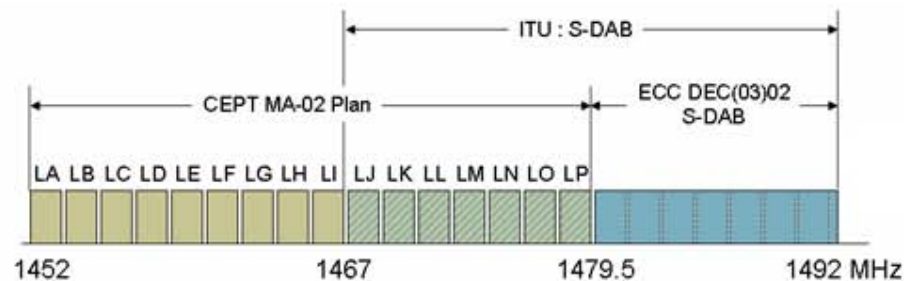 ITU : S-DAB
CEPT MA-02 Plan
ECC DEC(03)02
S-DAB
LA LB LC LD LE LF LG LH LI LJ LK LL LM LN LO LP
1452 1467 1479.5 1492 MHz